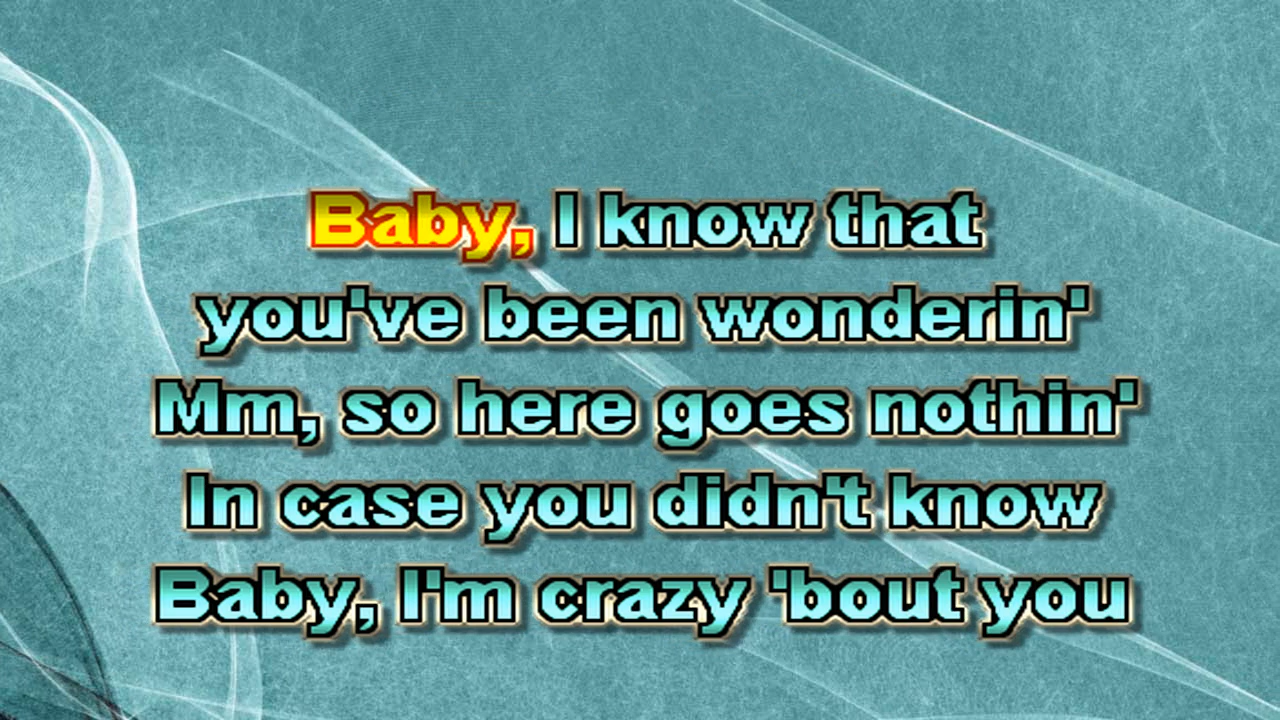 Baby, I know that
you've been wonderin'
Mm, so here goes nothin'
In case you didn't know
Baby, I'm crazy 'bout you